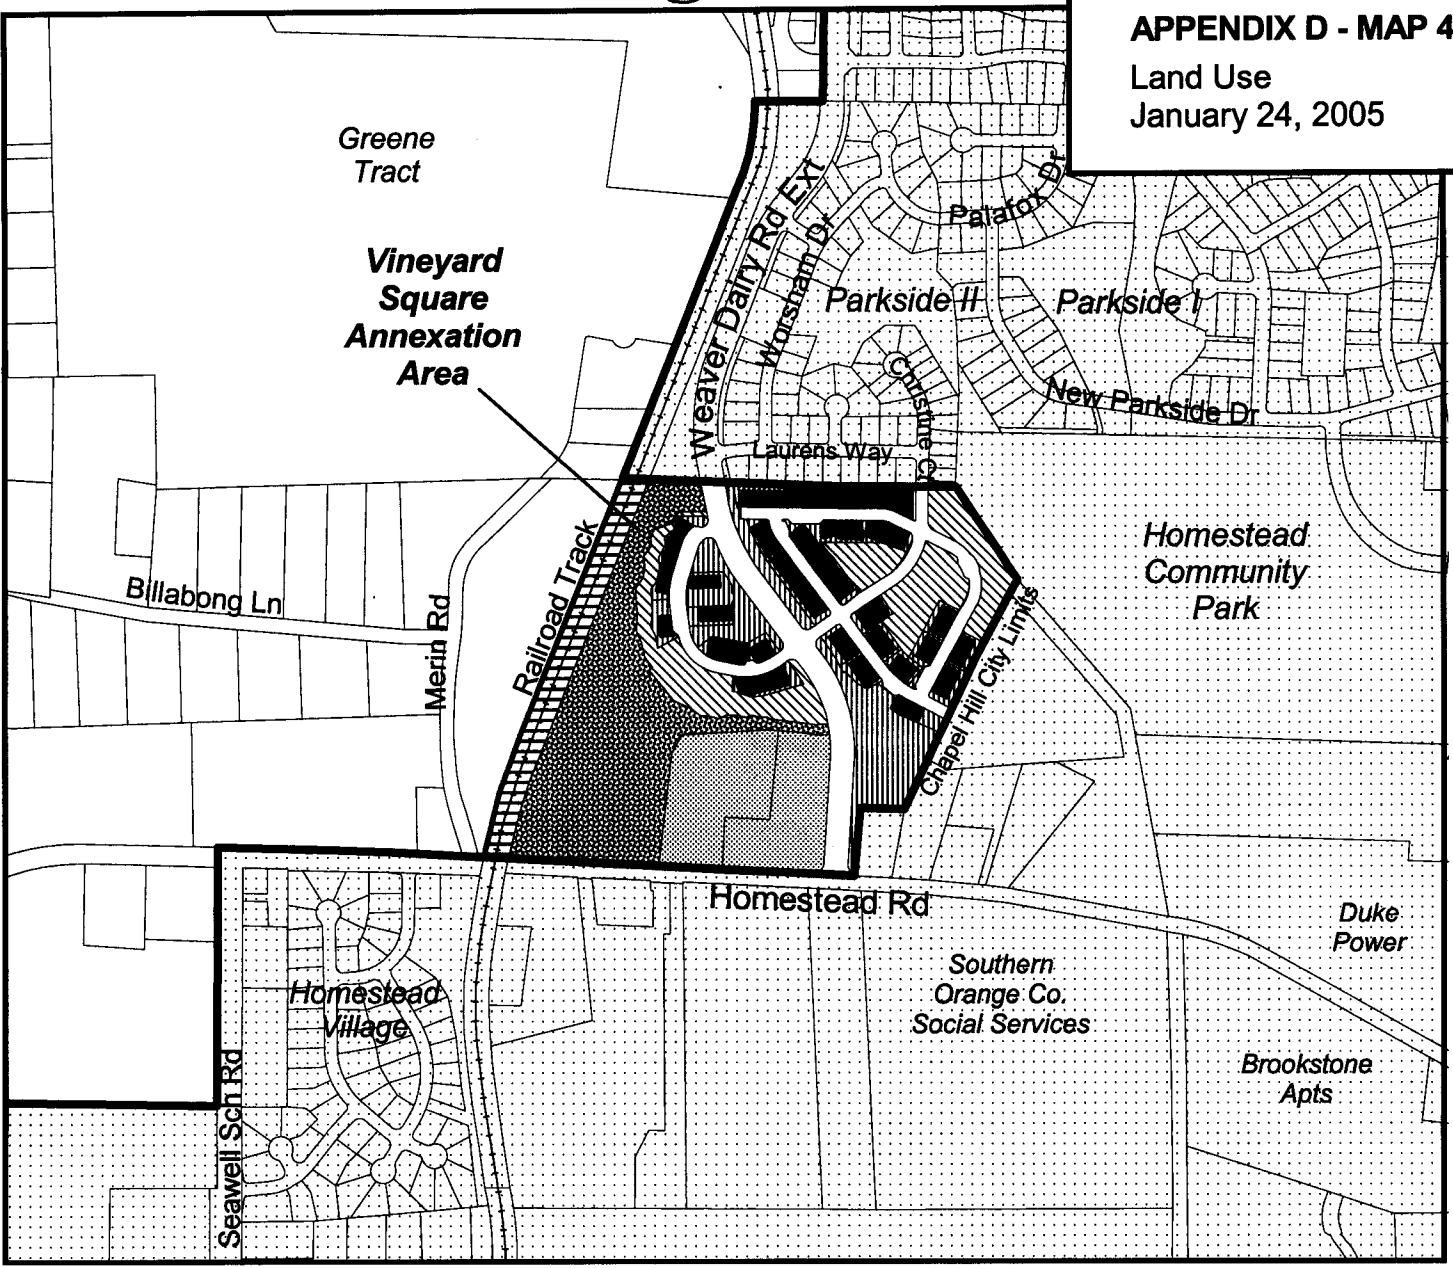 APPENDIX D - MAP 4
Land Use
January 24, 2005
Greene
Tract
Vineyard
Square
Annexation
Area
Weaver Dairy Rd Ext
Worsham Dr
Palafox Dr
Parkside II
Parkside I
Christine Ct
New Parkside Dr
Laurens Way
Homestead
Community
Park
Billabong Ln
Merin Rd
Railroad Track
Chapel Hill City Limits
Homestead Rd
Duke
Power
Southern
Orange Co.
Social Services
Homestead
Village
Brookstone
Apts
Seawell Sch Rd